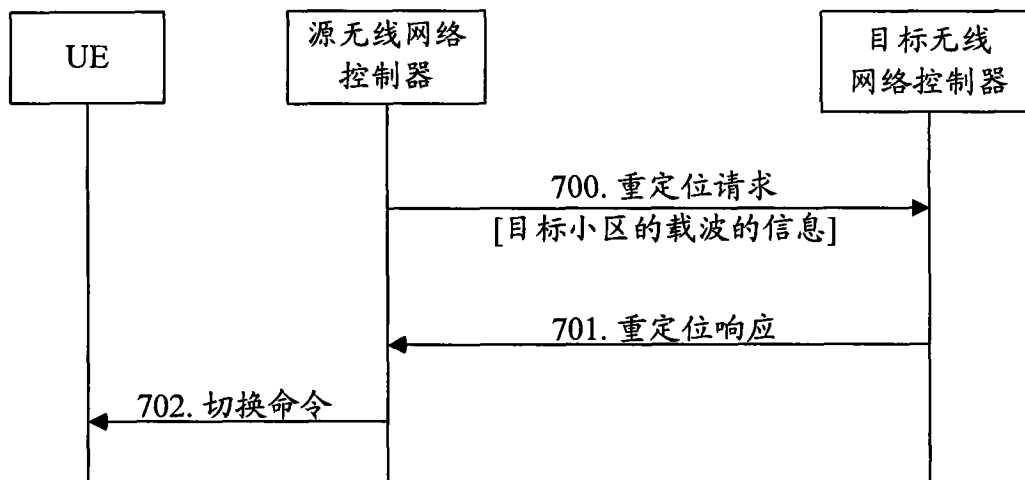 UE
源无线网络
控制器
目标无线
网络控制器
700. 重定位请求
[目标小区的载波的信息]
701. 重定位响应
702. 切换命令